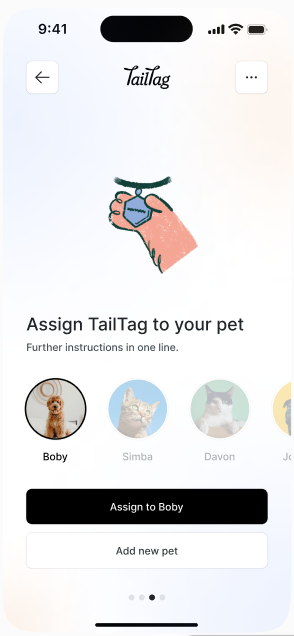 9:41
TailTag
Assign TailTag to your pet
Further instructions in one line.
Boby
Simba
Davon
Assign to Boby
Add new pet